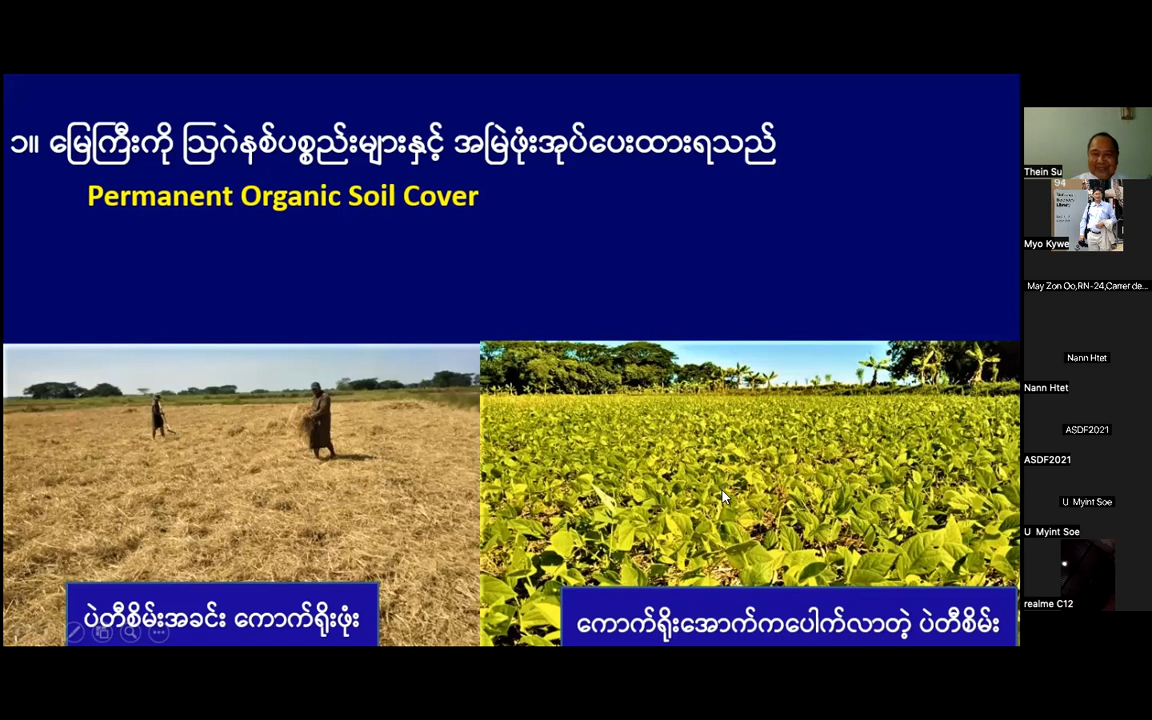 ၁။ မြေကြီးကို ဩဂဲနစ်ပစ္စည်းများနှင့် အမြဲဖုံးအုပ်ပေးထားရသည်
Permanent Organic Soil Cover
ပဲတီစိမ်းအခင်း ကောက်ရိုးဖုံး
ကောက်ရိုးအောက်ကပေါက်လာတဲ့ ပဲတီစိမ်း
Thein Su
94
Library
Myo Kywe
May Zon Oo,RN-24,Carrer de...
Nann Htet
Nann Htet
ASDF2021
ASDF2021
U Myint Soe
U Myint Soe
realme C12